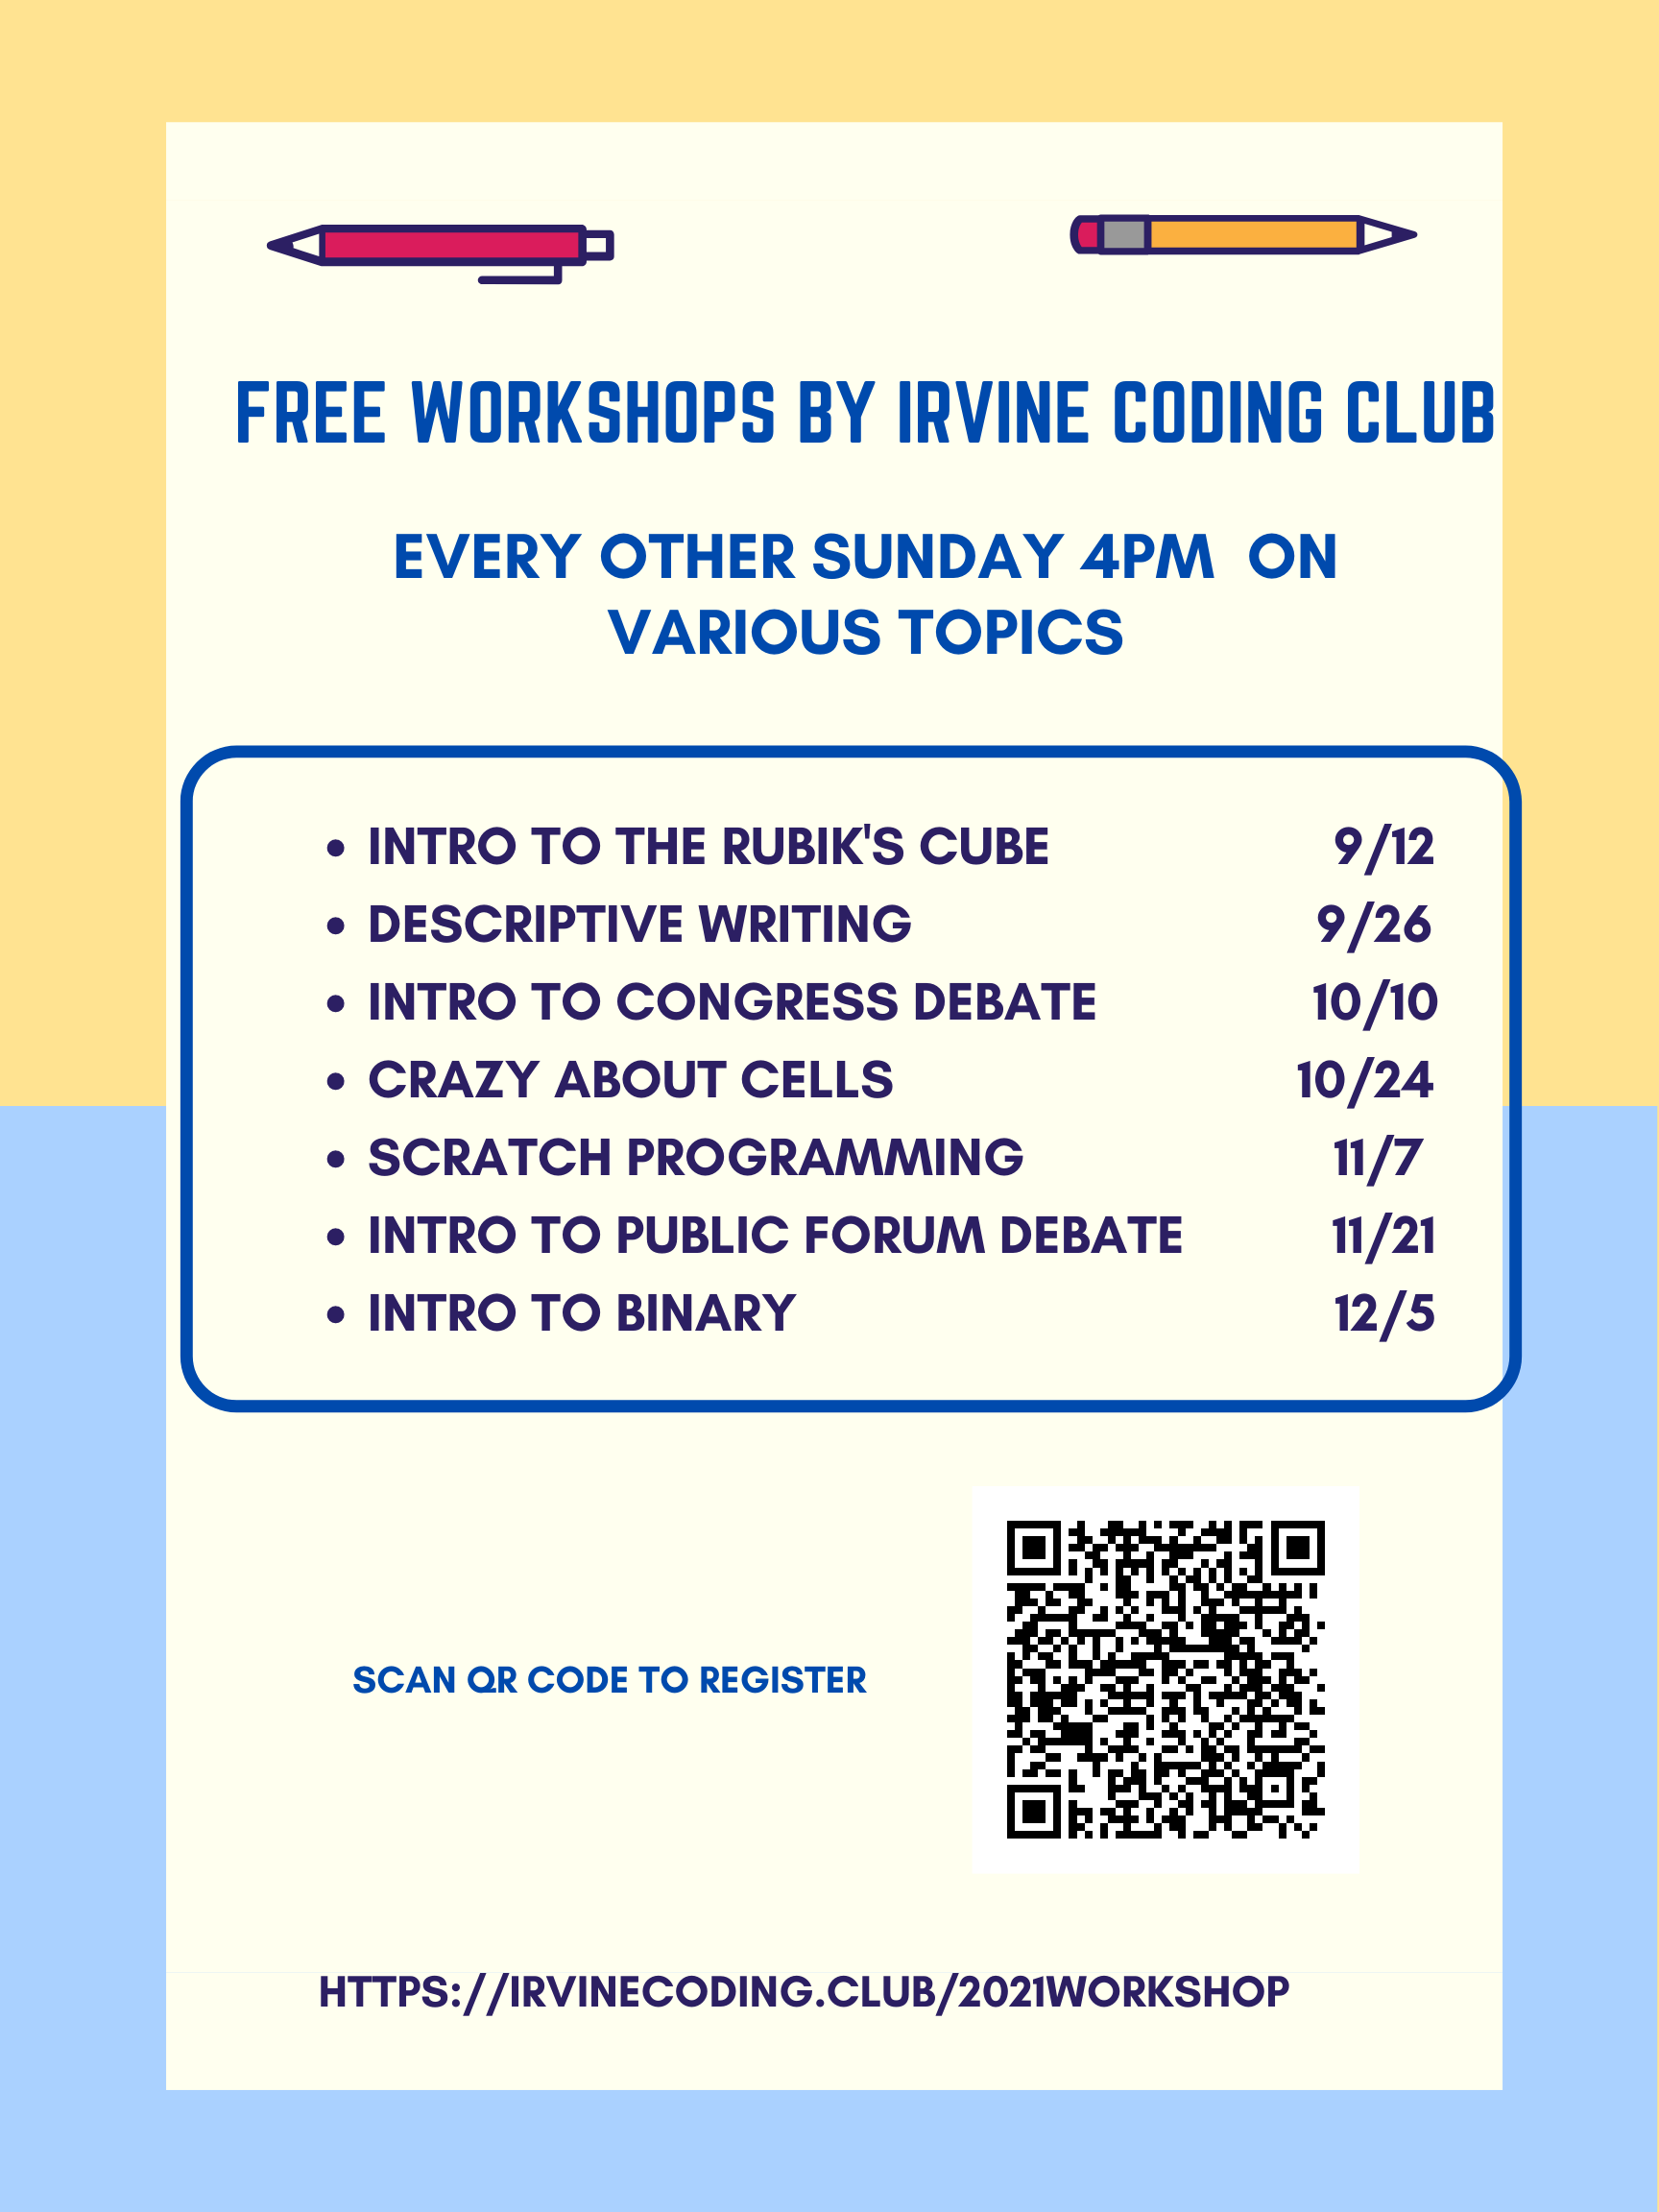 FREE WORKSHOPS BY IRVINE CODING CLUB
EVERY OTHER SUNDAY 4PM ON
VARIOUS TOPICS
• INTRO TO THE RUBIK'S CUBE 9/12
• DESCRIPTIVE WRITING 9/26
• INTRO TO CONGRESS DEBATE 10/10
• CRAZY ABOUT CELLS 10/24
• SCRATCH PROGRAMMING 11/7
• INTRO TO PUBLIC FORUM DEBATE 11/21
• INTRO TO BINARY 12/5
SCAN QR CODE TO REGISTER
HTTPS://IRVINECODING.CLUB/2021WORKSHOP